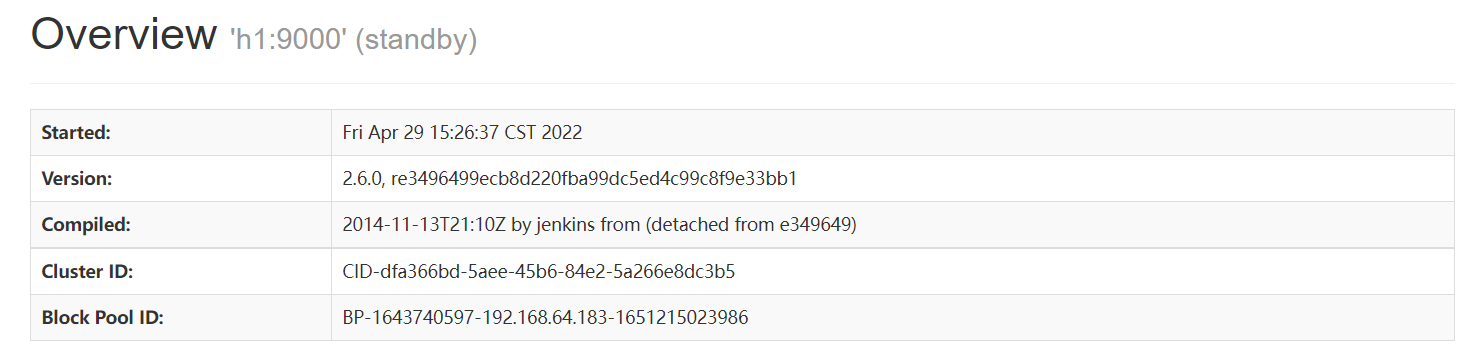 Overview 'h1:9000' (standby)
Started: Fri Apr 29 15:26:37 CST 2022
Version: 2.6.0, re3496499ecb8d220fba99dc5ed4c99c8f9e33bb1
Compiled: 2014-11-13T21:10Z by jenkins from (detached from e349649)
Cluster ID: CID-dfa366bd-5aee-45b6-84e2-5a266e8dc3b5
Block Pool ID: BP-1643740597-192.168.64.183-1651215023986